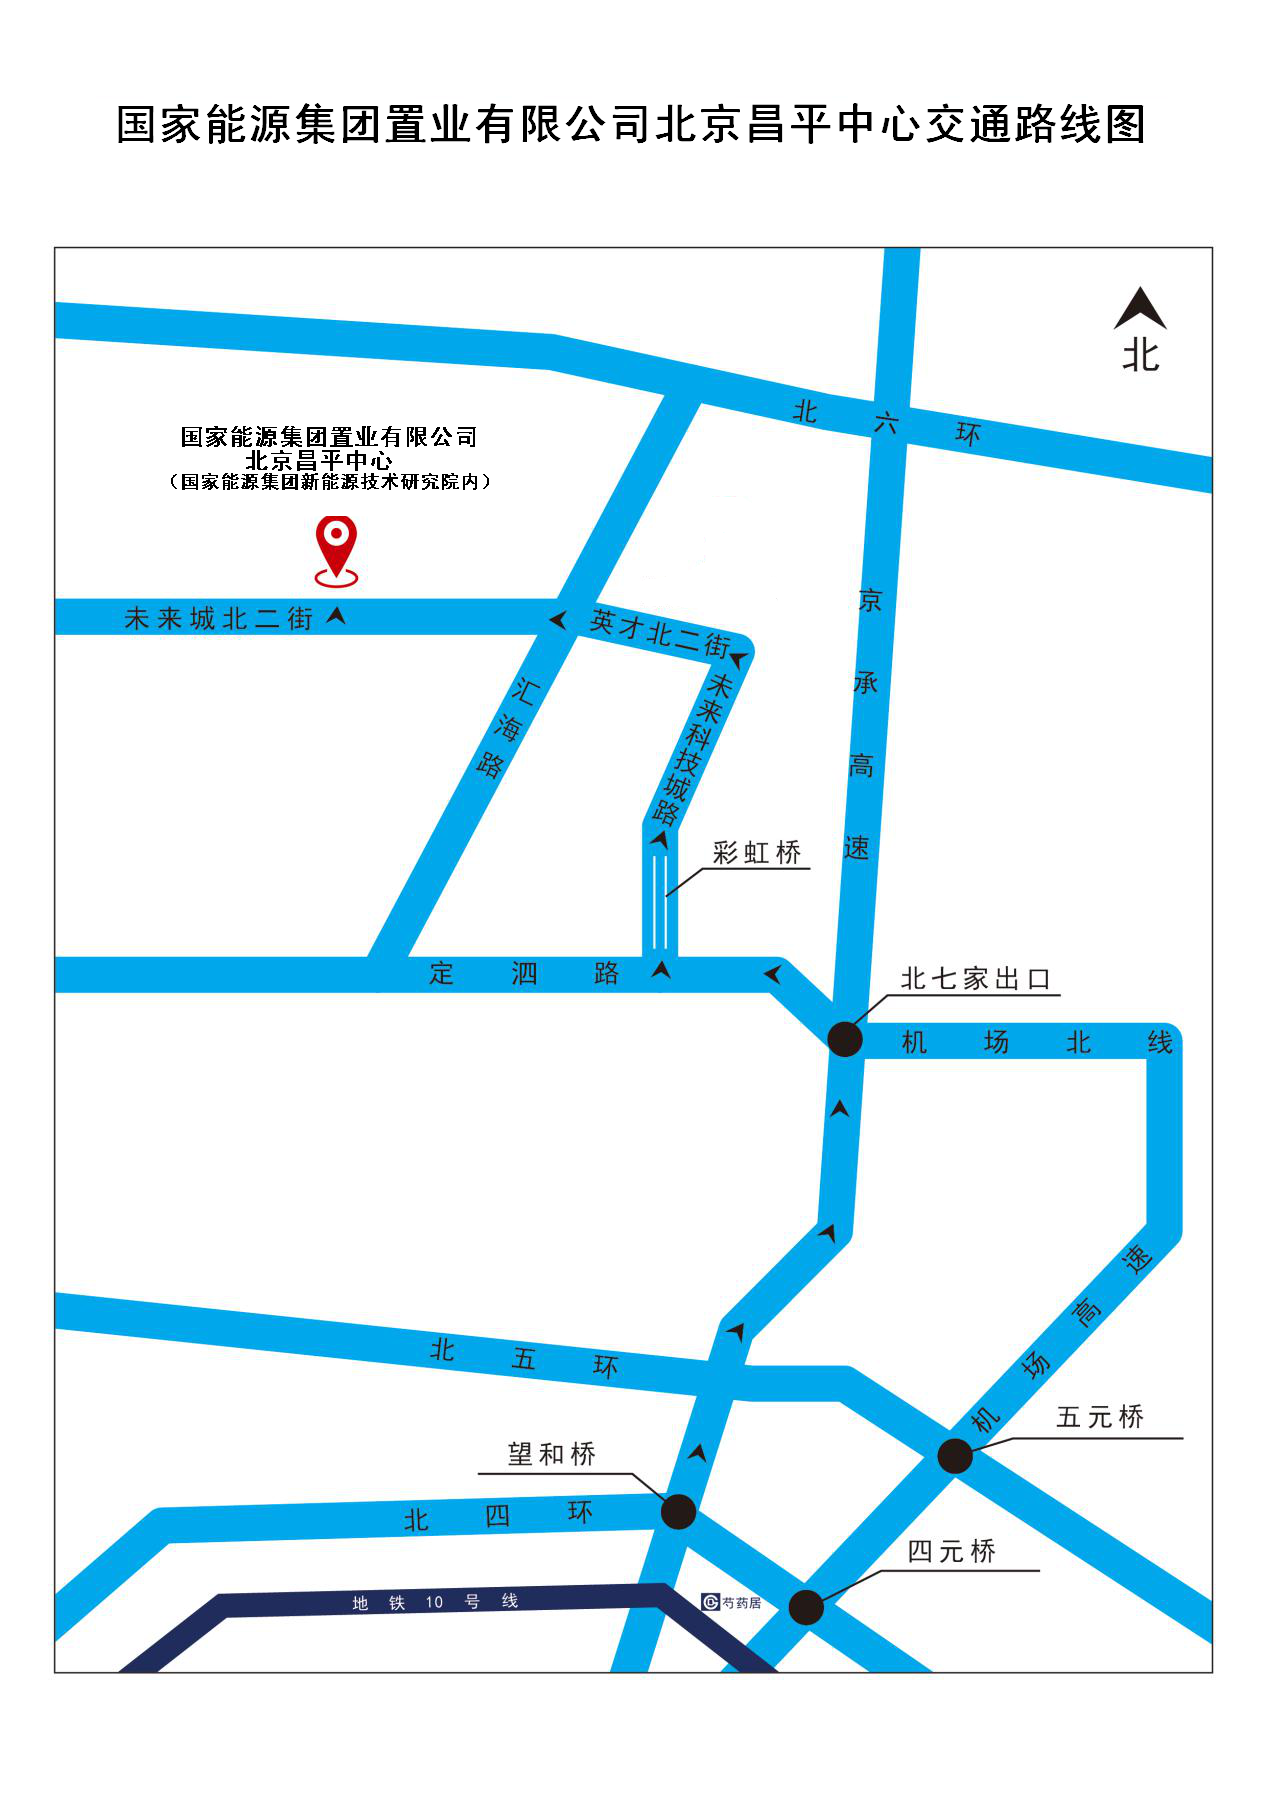 国家能源集团置业有限公司北京昌平中心交通路线图
北
北六环
国家能源集团置业有限公司
北京昌平中心
（国家能源集团新能源技术研究院内）
未来城北二街
英才北二街
京承高速
汇海路
未来科技城路
彩虹桥
定泗路
北七家出口
机场北线
机场高速
北五环
五元桥
望和桥
北四环
四元桥
地铁10号线
芍药居